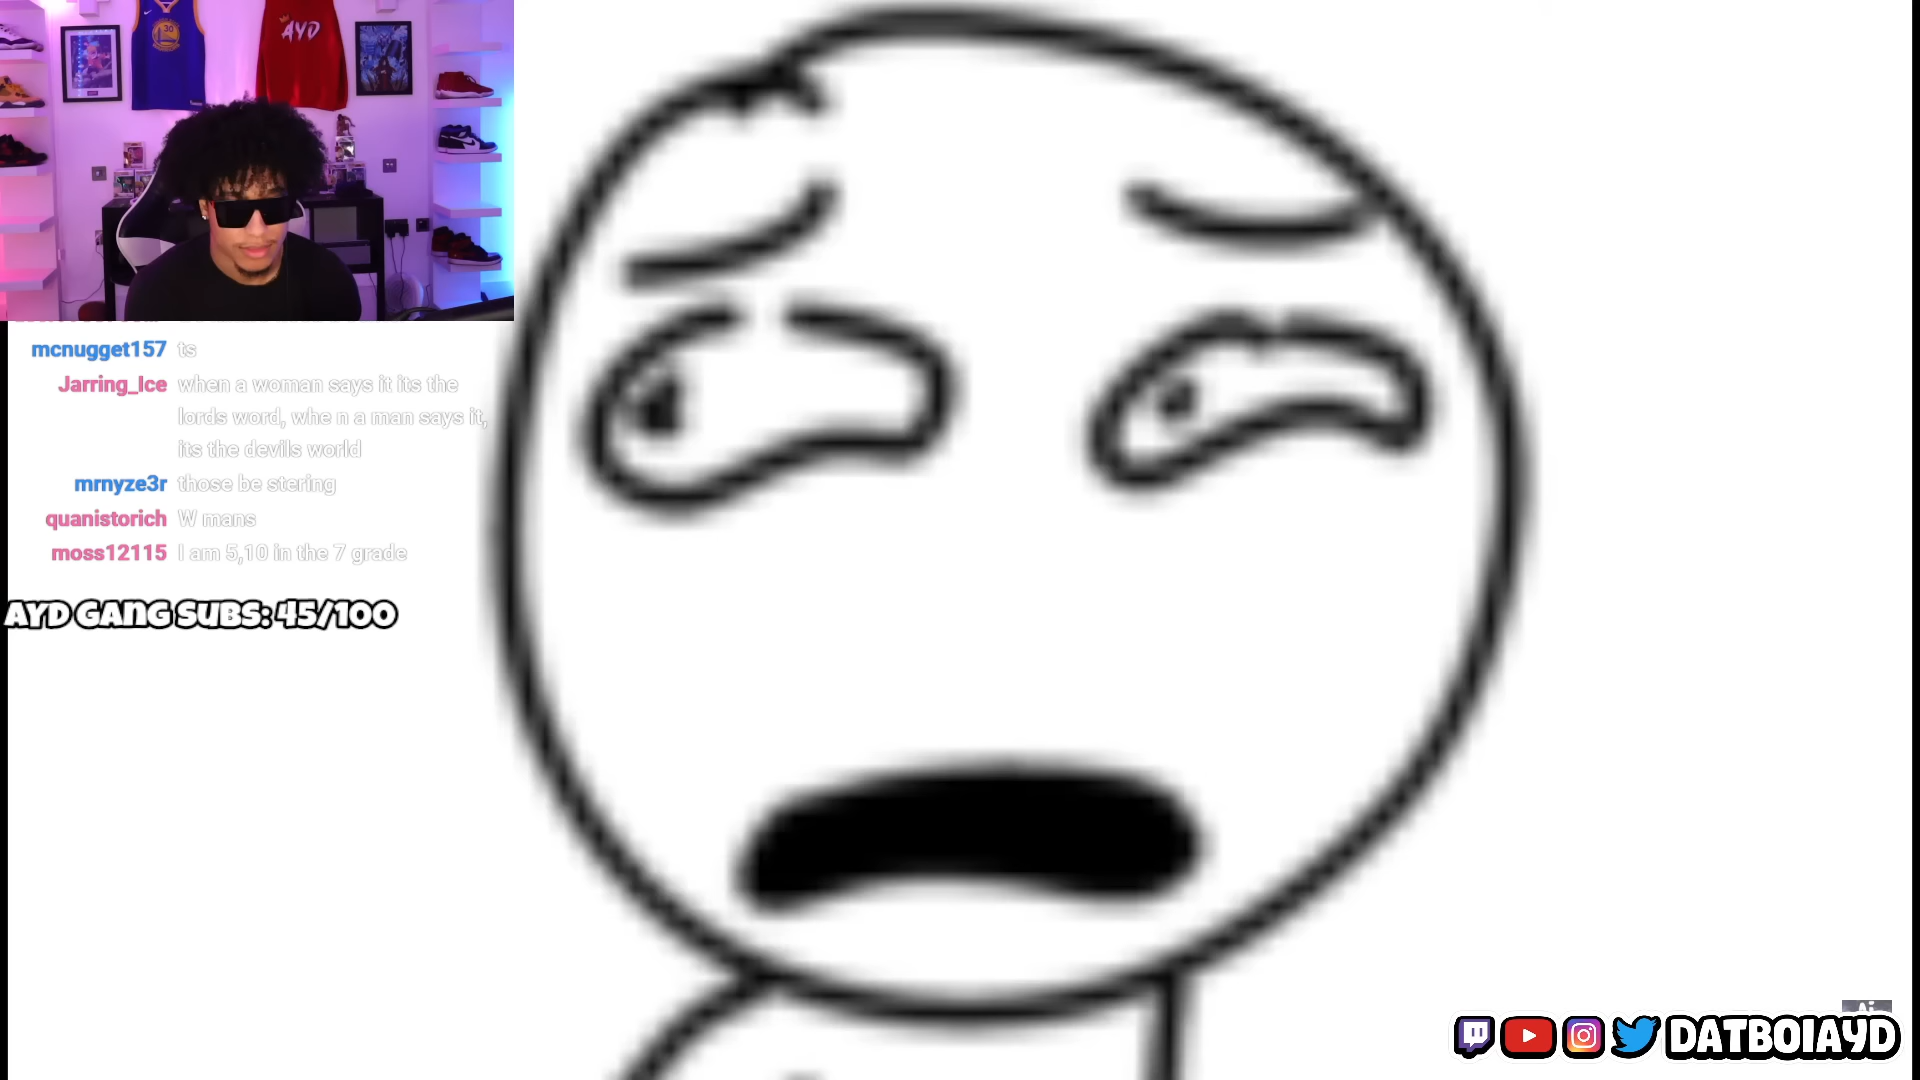 30
AYD
mcnugget157 ts
Jarring_Ice when a woman says it its the
lords word, whe n a man says it,
its the devils world
mrnyze3r those be stering
quanistorich W mans
moss12115 I am 5,10 in the 7 grade
AYD GANG SUBS: 45/100
DATBOIAYD